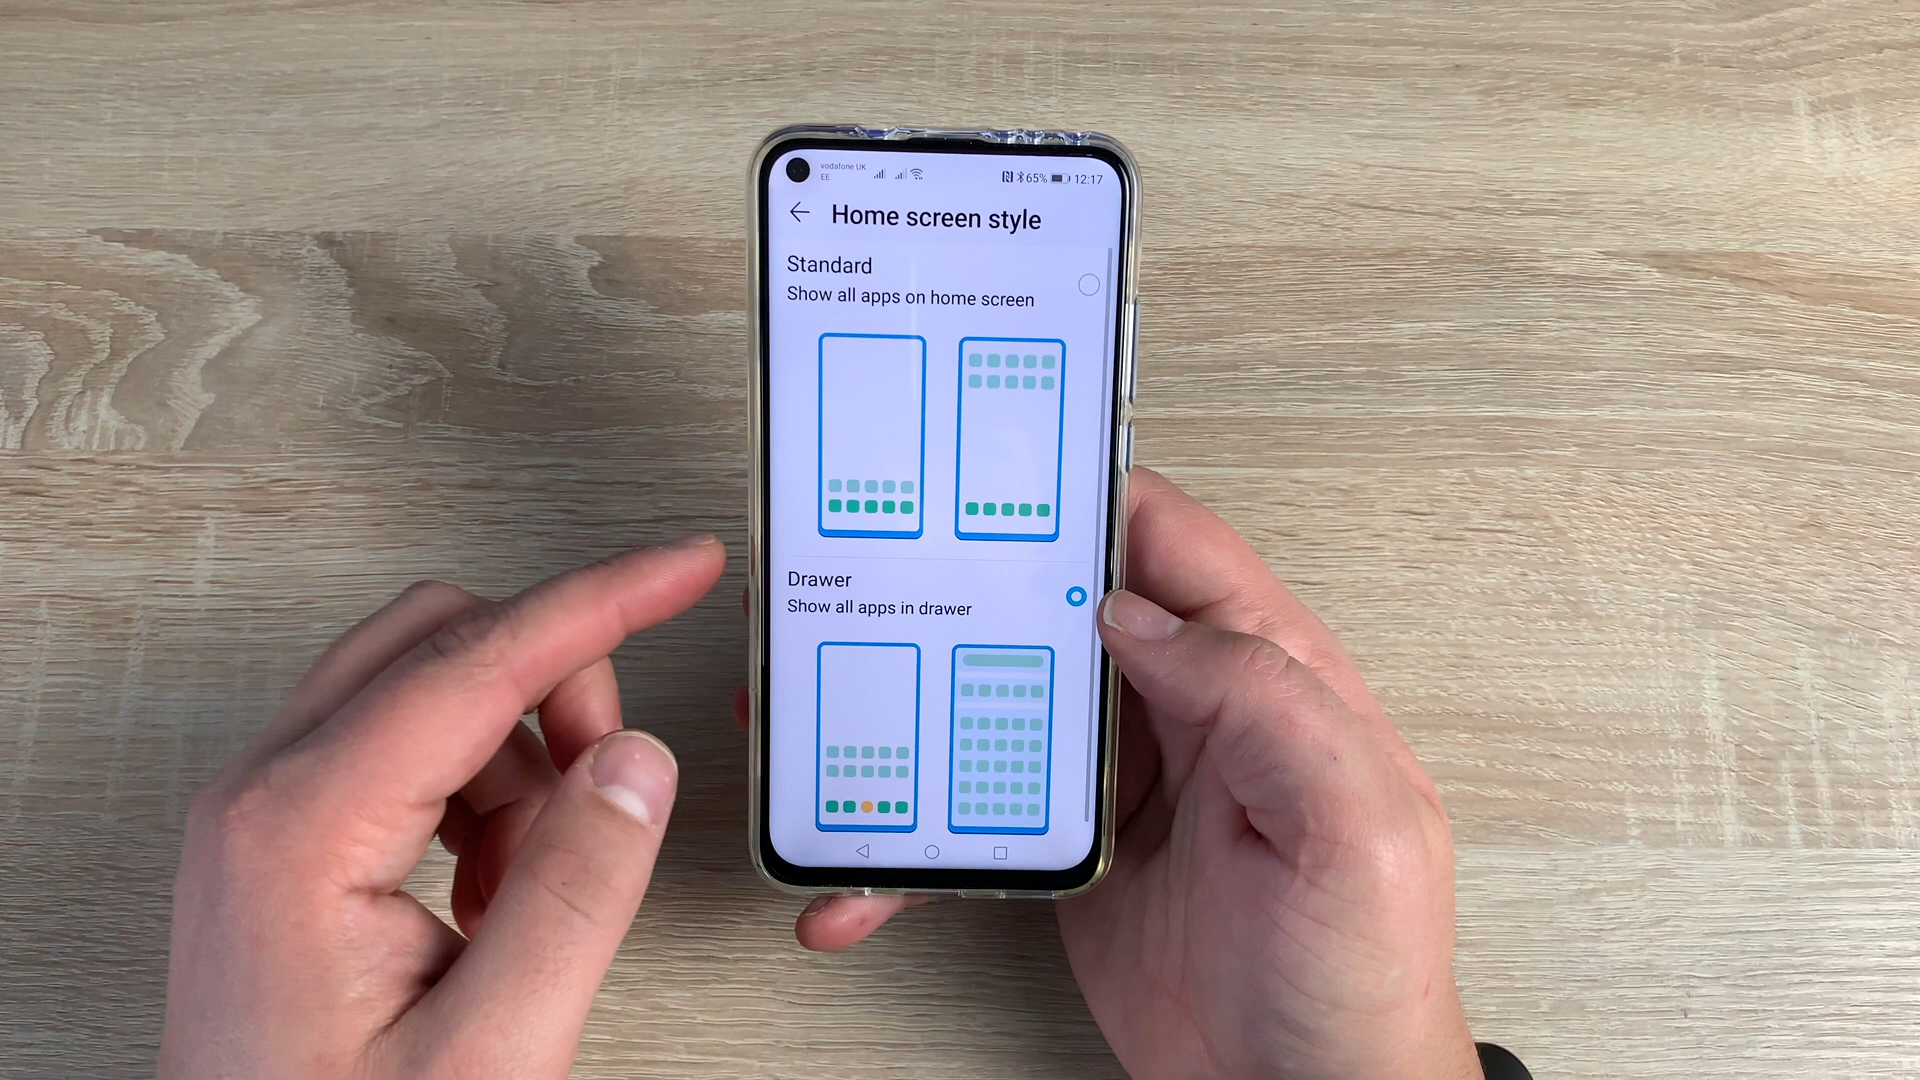 vodafone UK
EE
65% 12:17
Home screen style
Standard
Show all apps on home screen
Drawer
Show all apps in drawer